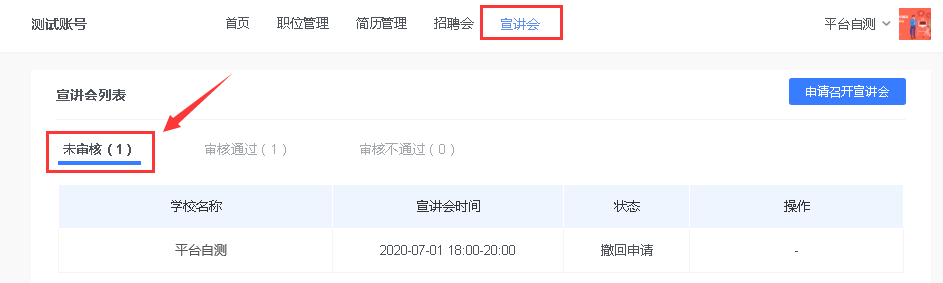 测试账号 首页 职位管理 简历管理 招聘会 宣讲会 平台自测
宣讲会列表 申请召开宣讲会
未审核（1） 审核通过（1） 审核不通过（0）
学校名称 宣讲会时间 状态 操作
平台自测 2020-07-01 18:00-20:00 撤回申请 -